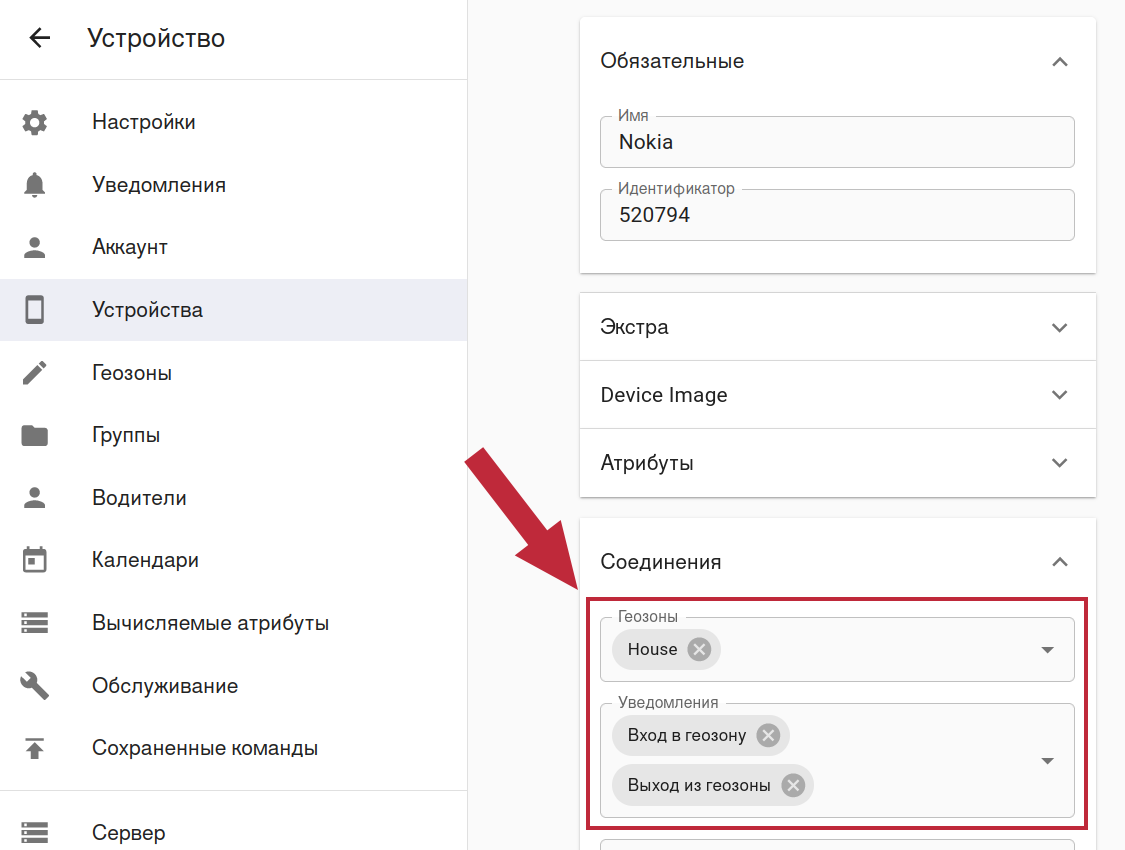 Устройство
Настройки
Уведомления
Аккаунт
Устройства
Геозоны
Группы
Водители
Календари
Вычисляемые атрибуты
Обслуживание
Сохраненные команды
Сервер
Обязательные
Имя
Nokia
Идентификатор
520794
Экстра
Device Image
Атрибуты
Соединения
Геозоны
House
Уведомления
Вход в геозону
Выход из геозоны